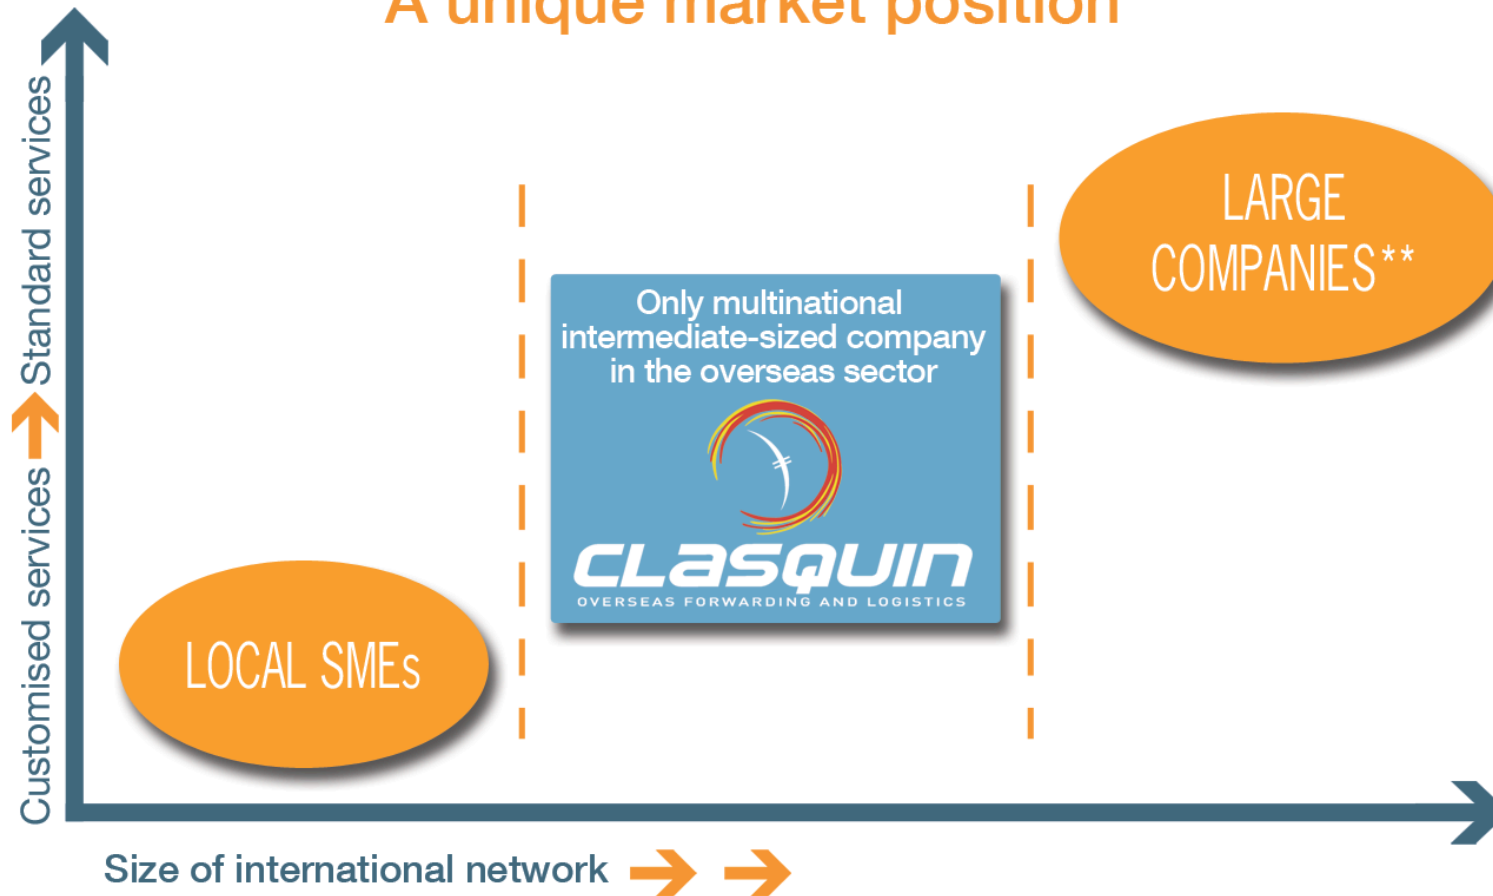 A unique market position
Customised services → Standard services
LARGE
COMPANIES**
Only multinational
intermediate-sized company
in the overseas sector
CLASQUIN
OVERSEAS FORWARDING AND LOGISTICS
LOCAL SMEs
Size of international network